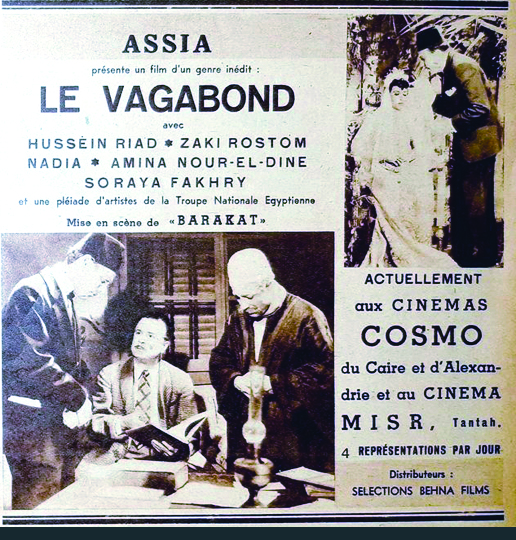 ASSIA
présente un film d'un genre inédit :
LE VAGABOND
avec
HUSSEIN RIAD * ZAKI ROSTOM
NADIA * AMINA NOUR-EL-DINE
SORAYA FAKHRY
et une pléiade d'artistes de la Troupe Nationale Egyptienne
Mise en scène de «BARAKAT»
ACTUELLEMENT
aux CINEMAS
COSMO
du Caire et d'Alexan-
drie et au CINEMA
MISR, Tantah.
4 REPRÉSENTATIONS PAR JOUR
Distributeurs :
SELECTIONS BEHNA FILMS